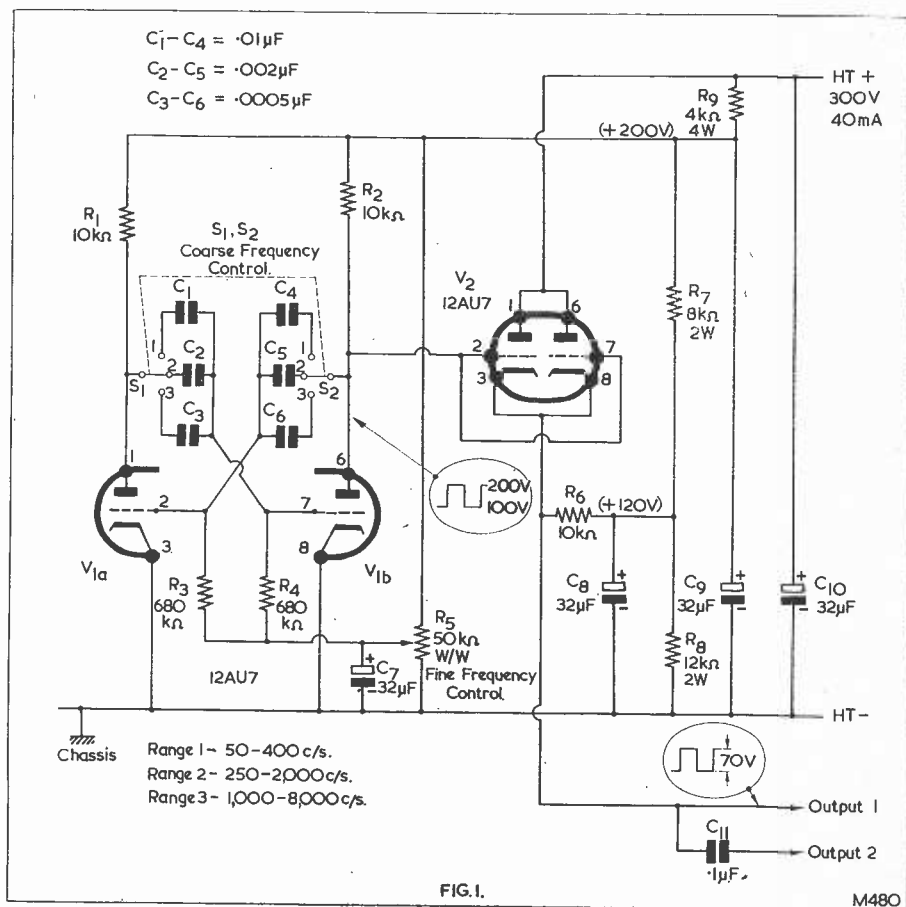 C1-C4 = .01µF
C2-C5 = .002µF
C3-C6 = .0005µF
HT +
300V
40mA
R9
4kΩ
4W
(+200V)
R1
10kΩ
R2
10kΩ
S1, S2
Coarse Frequency
Control.
C1
C4
1
1
C2
C5
2
2
S1
S2
3
3
C3
C6
V2
12AU7
1
6
2
7
3
8
R7
8kΩ
2W
1
2
3
V1a
6
7
8
V1b
200V
100V
R6
10kΩ
(+120V)
R3
680
kΩ
R4
680
kΩ
12AU7
+
C7
-
32µF
R5
50kΩ
W/W
Fine Frequency
Control.
+
C8
-
32µF
+
C9
-
32µF
+
C10
-
32µF
R8
12kΩ
2W
HT-
Chassis
Range 1- 50-400 c/s.
Range 2- 250-2,000c/s.
Range 3- 1,000-8,000c/s.
70V
Output 1
C11
.1µF.
Output 2
FIG.1.
M480